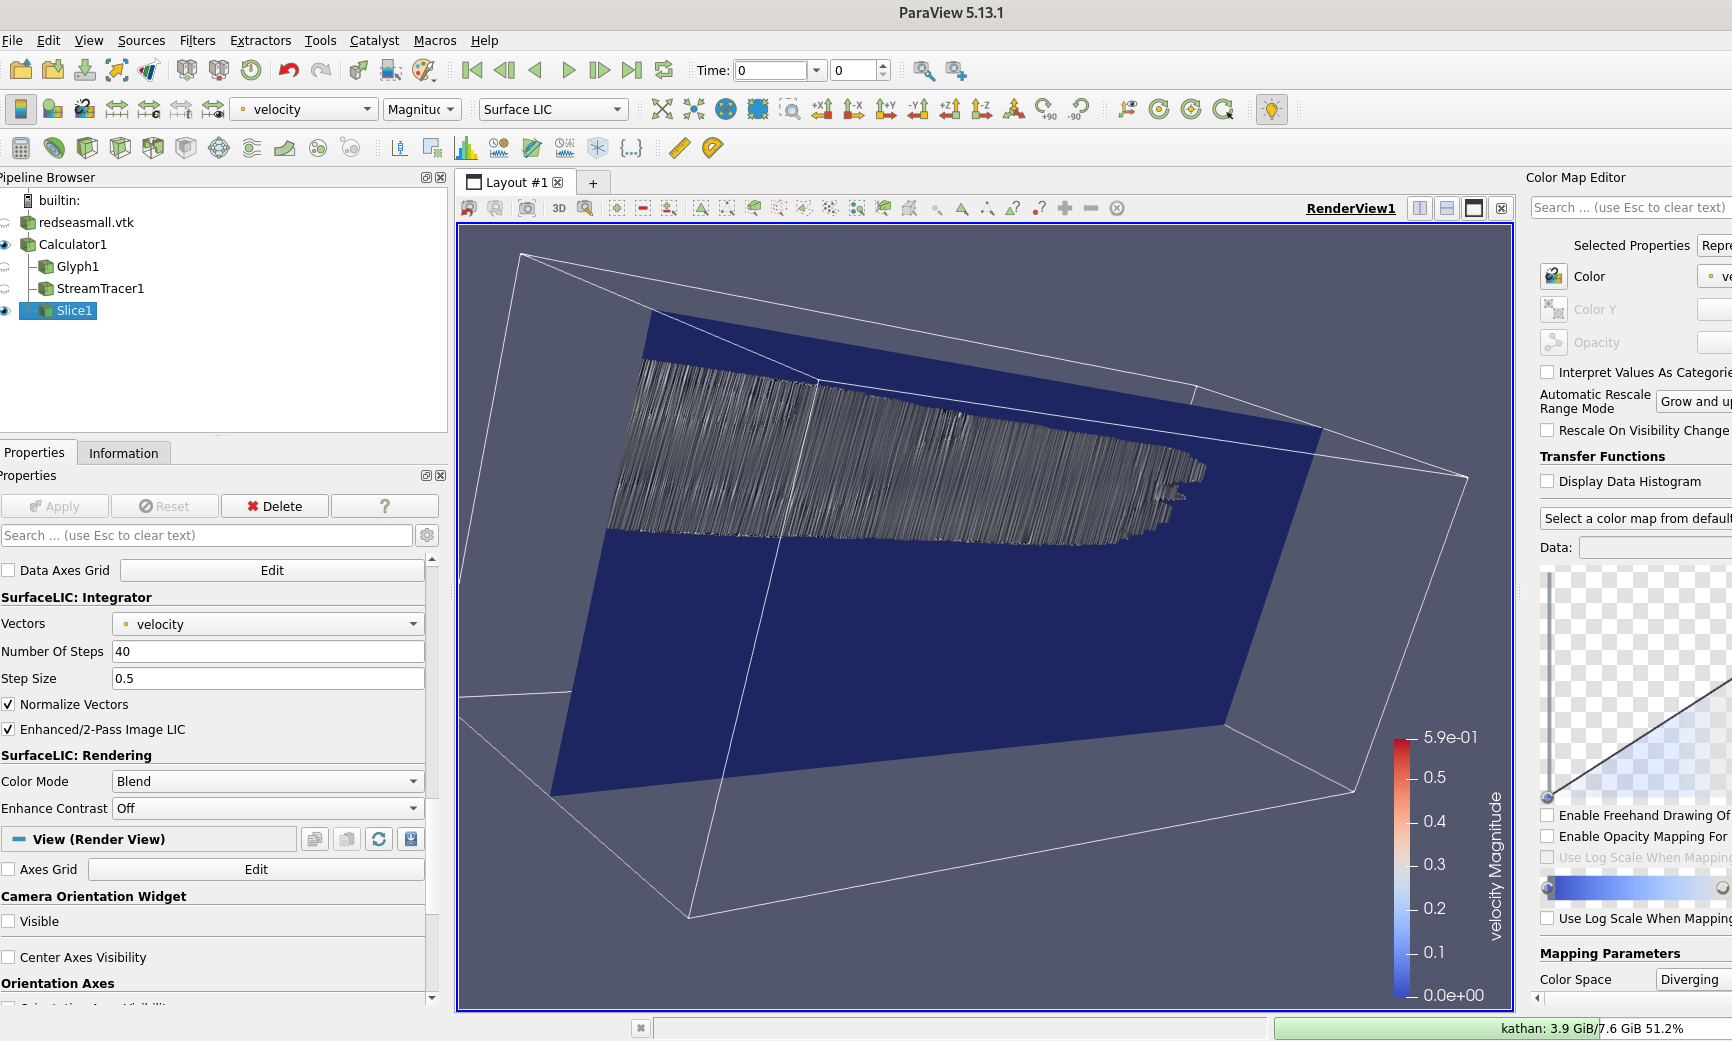 ParaView 5.13.1
File Edit View Sources Filters Extractors Tools Catalyst Macros Help
Time: 0 0
velocity Magnituc Surface LIC +X -X +Y -Y +Z -Z +90 -90
Pipeline Browser
builtin:
redseasmall.vtk
Calculator1
Glyph1
StreamTracer1
Slice1
Properties Information
Properties
Apply Reset Delete ?
Search ... (use Esc to clear text)
Data Axes Grid Edit
SurfaceLIC: Integrator
Vectors velocity
Number Of Steps 40
Step Size 0.5
Normalize Vectors
Enhanced/2-Pass Image LIC
SurfaceLIC: Rendering
Color Mode Blend
Enhance Contrast Off
View (Render View)
Axes Grid Edit
Camera Orientation Widget
Visible
Center Axes Visibility
Orientation Axes
Layout #1 +
3D RenderView1
5.9e-01
0.5
0.4
0.3
0.2
0.1
0.0e+00
velocity Magnitude
Color Map Editor
Search ... (use Esc to clear text)
Selected Properties Repre
Color ve
Color Y
Opacity
Interpret Values As Categorie
Automatic Rescale
Range Mode Grow and up
Rescale On Visibility Change
Transfer Functions
Display Data Histogram
Select a color map from default
Data:
Enable Freehand Drawing Of
Enable Opacity Mapping For
Use Log Scale When Mapping
Use Log Scale When Mapping
Mapping Parameters
Color Space Diverging
kathan: 3.9 GiB/7.6 GiB 51.2%